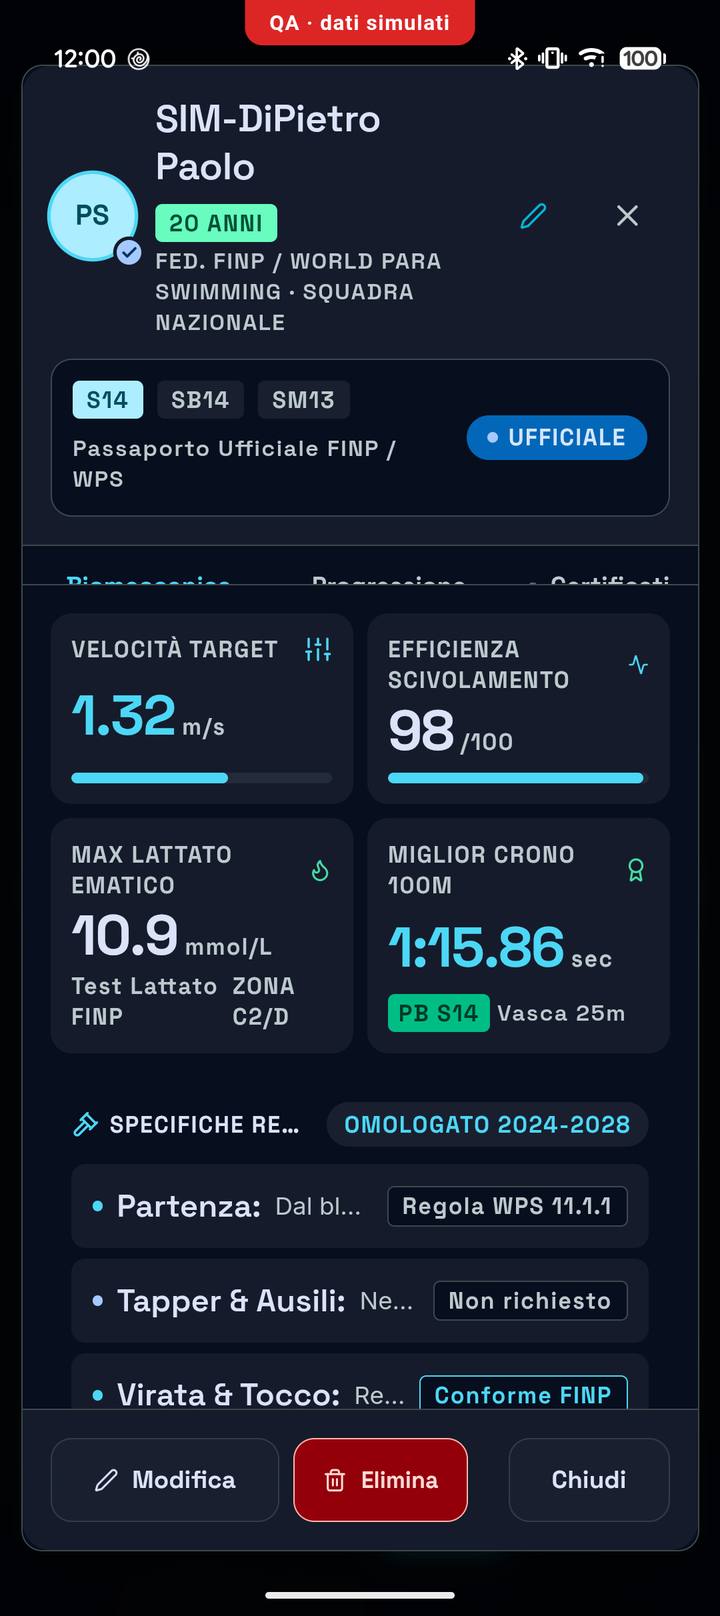 QA · dati simulati
12:00
100
SIM-DiPietro
Paolo
PS
20 ANNI
FED. FINP / WORLD PARA
SWIMMING · SQUADRA
NAZIONALE
S14 SB14 SM13
Passaporto Ufficiale FINP /
WPS
UFFICIALE
Progressione Certificati
VELOCITÀ TARGET
1.32 m/s
EFFICIENZA
SCIVOLAMENTO
98 /100
MAX LATTATO
EMATICO
10.9 mmol/L
Test Lattato
FINP
ZONA
C2/D
MIGLIOR CRONO
100M
1:15.86 sec
PB S14 Vasca 25m
SPECIFICHE RE... OMOLOGATO 2024-2028
Partenza: Dal bl... Regola WPS 11.1.1
Tapper & Ausili: Ne... Non richiesto
Virata & Tocco: Re... Conforme FINP
Modifica Elimina Chiudi